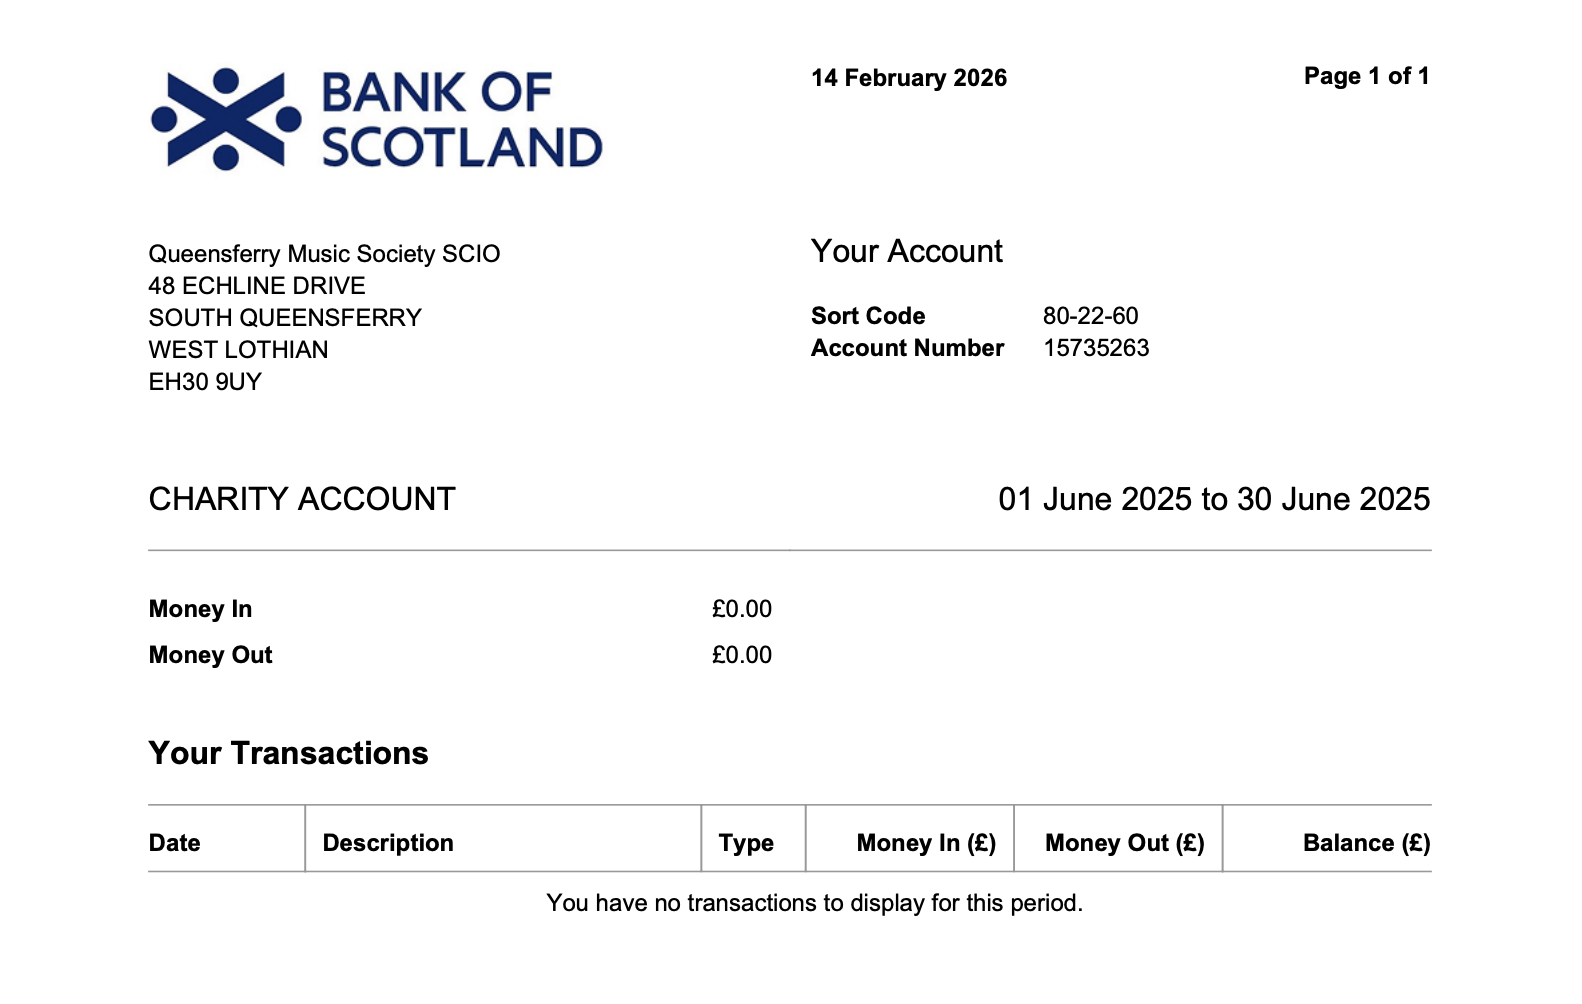 BANK OF
SCOTLAND
14 February 2026
Page 1 of 1
Queensferry Music Society SCIO
48 ECHLINE DRIVE
SOUTH QUEENSFERRY
WEST LOTHIAN
EH30 9UY
Your Account
Sort Code 80-22-60
Account Number 15735263
CHARITY ACCOUNT 01 June 2025 to 30 June 2025
Money In £0.00
Money Out £0.00
Your Transactions
Date Description Type Money In (£) Money Out (£) Balance (£)
You have no transactions to display for this period.